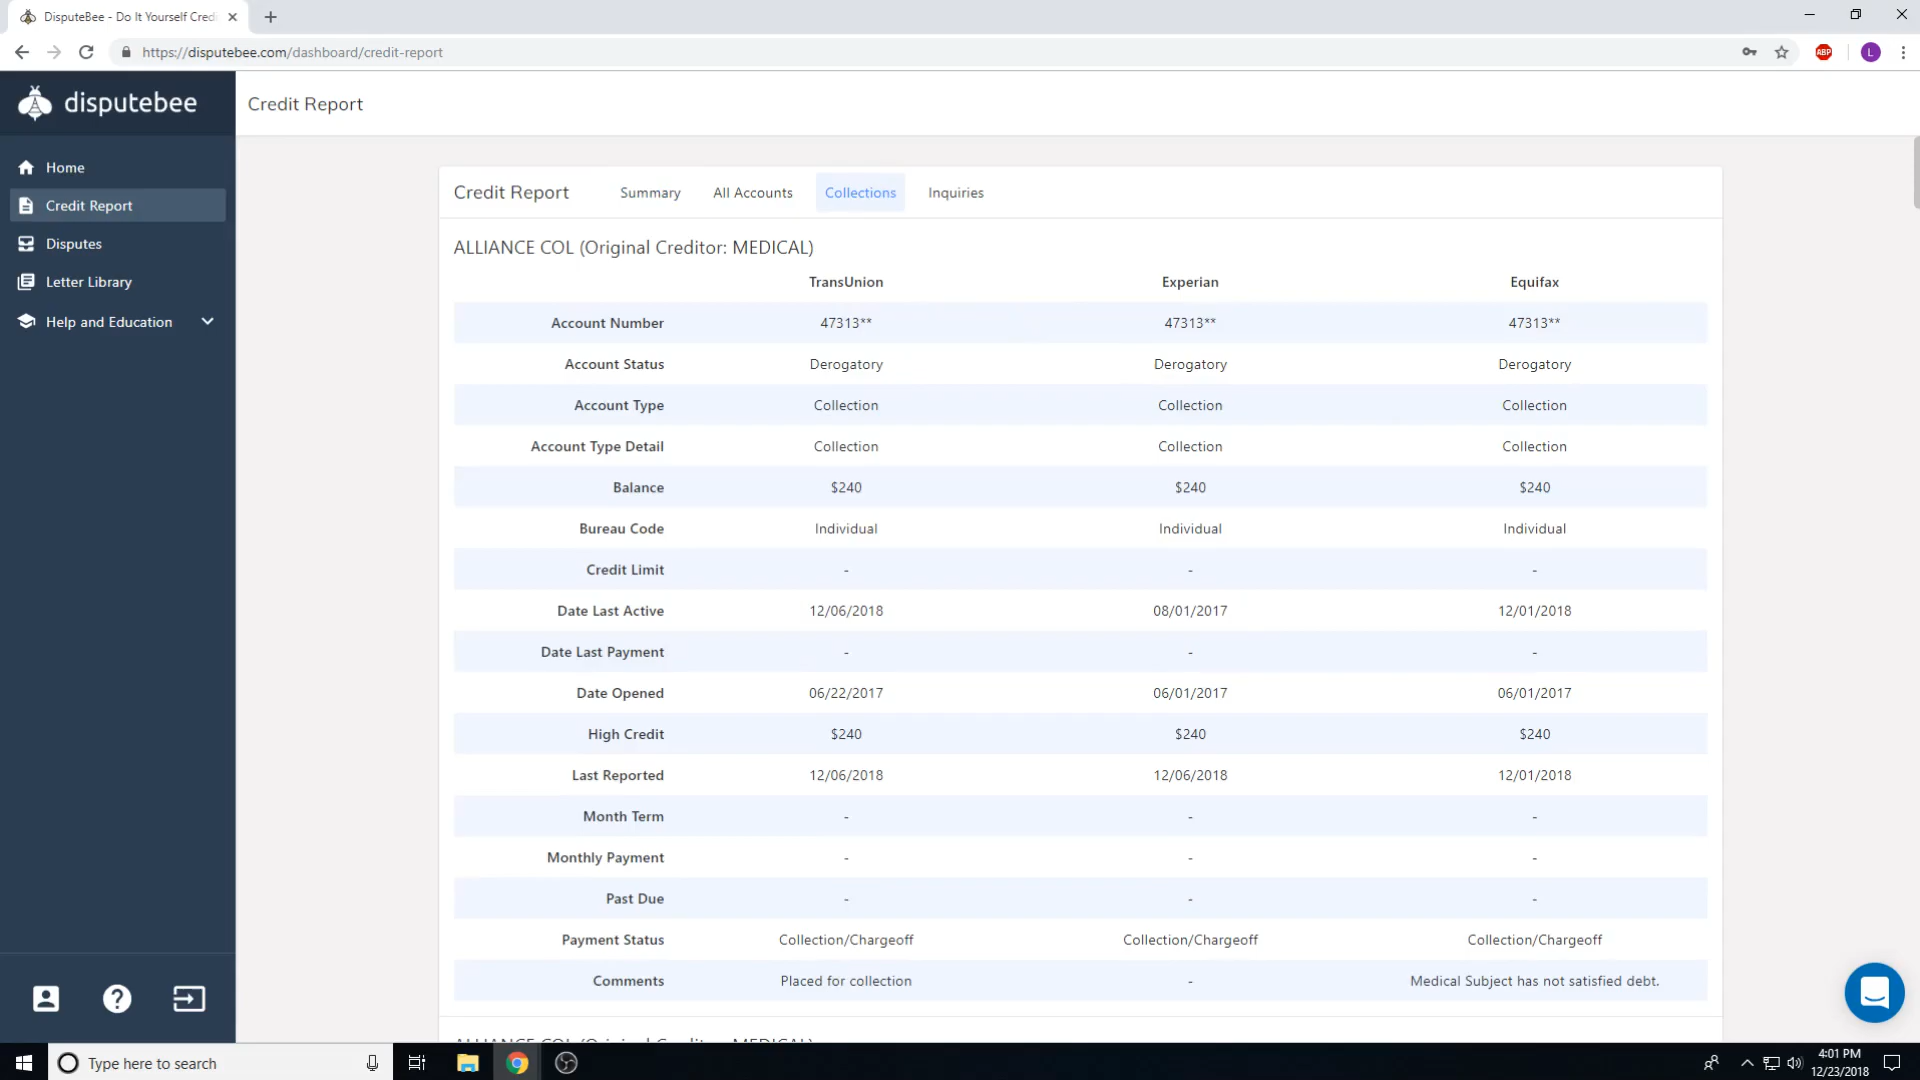 DisputeBee - Do It Yourself Cred
https://disputebee.com/dashboard/credit-report
ABP
L
disputebee
Credit Report
Home
Credit Report
Disputes
Letter Library
Help and Education
Credit Report Summary All Accounts Collections Inquiries
ALLIANCE COL (Original Creditor: MEDICAL)
TransUnion Experian Equifax
Account Number 47313** 47313** 47313**
Account Status Derogatory Derogatory Derogatory
Account Type Collection Collection Collection
Account Type Detail Collection Collection Collection
Balance $240 $240 $240
Bureau Code Individual Individual Individual
Credit Limit - - -
Date Last Active 12/06/2018 08/01/2017 12/01/2018
Date Last Payment - - -
Date Opened 06/22/2017 06/01/2017 06/01/2017
High Credit $240 $240 $240
Last Reported 12/06/2018 12/06/2018 12/01/2018
Month Term - - -
Monthly Payment - - -
Past Due - - -
Payment Status Collection/Chargeoff Collection/Chargeoff Collection/Chargeoff
Comments Placed for collection - Medical Subject has not satisfied debt.
ALLIANCE COL (Original Creditor: MEDICAL)
Type here to search
4:01 PM
12/23/2018